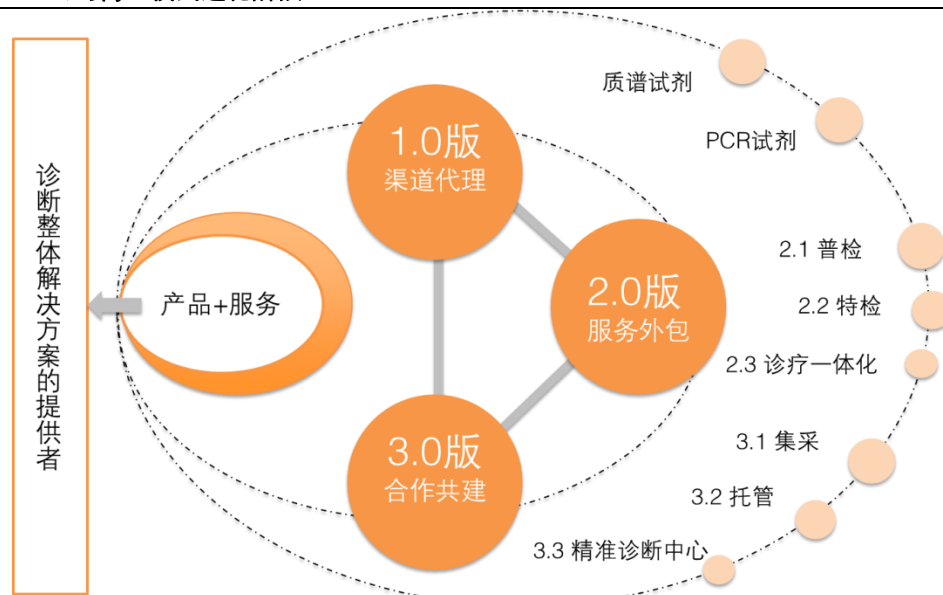 诊断整体解决方案的提供者
产品+服务
1.0版
渠道代理
2.0版
服务外包
3.0版
合作共建
质谱试剂
PCR试剂
2.1 普检
2.2 特检
2.3 诊疗一体化
3.1 集采
3.2 托管
3.3 精准诊断中心